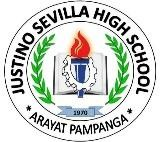 JUSTINO SEVILLA HIGH SCHOOL
1970
* ARAYAT PAMPANGA *